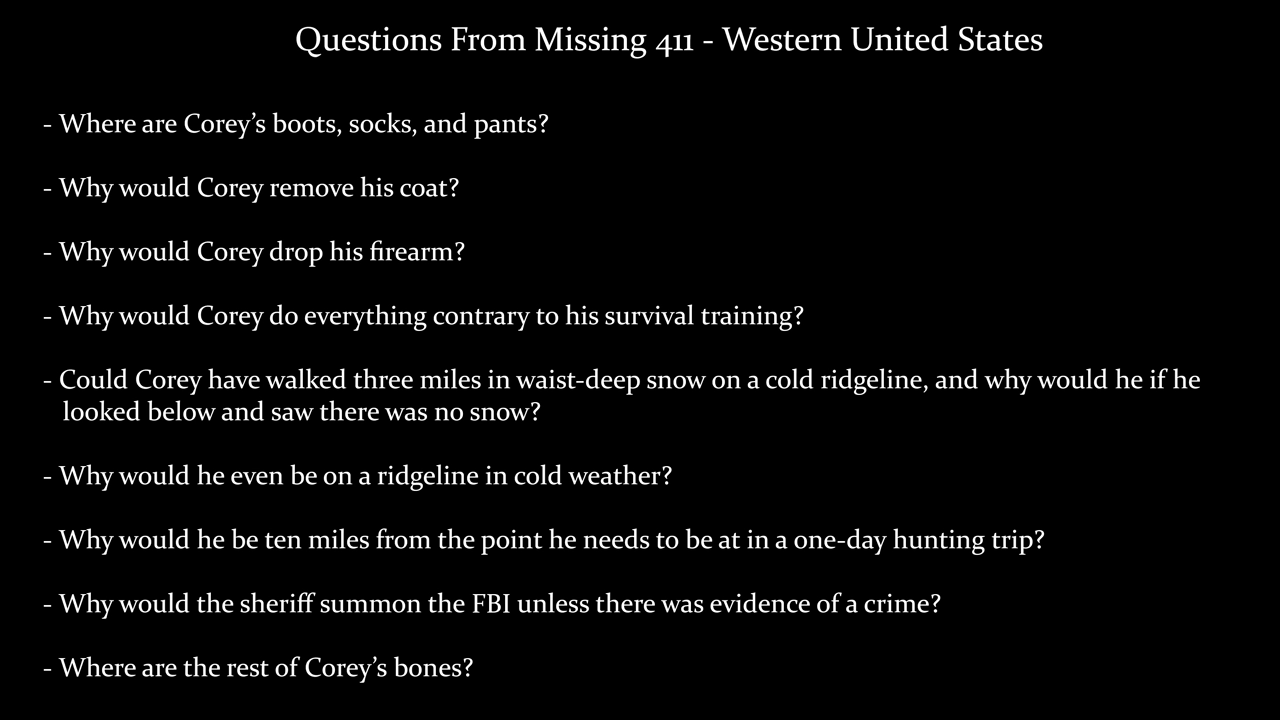 Questions From Missing 411 - Western United States
- Where are Corey’s boots, socks, and pants?
- Why would Corey remove his coat?
- Why would Corey drop his firearm?
- Why would Corey do everything contrary to his survival training?
- Could Corey have walked three miles in waist-deep snow on a cold ridgeline, and why would he if he
looked below and saw there was no snow?
- Why would he even be on a ridgeline in cold weather?
- Why would he be ten miles from the point he needs to be at in a one-day hunting trip?
- Why would the sheriff summon the FBI unless there was evidence of a crime?
- Where are the rest of Corey’s bones?